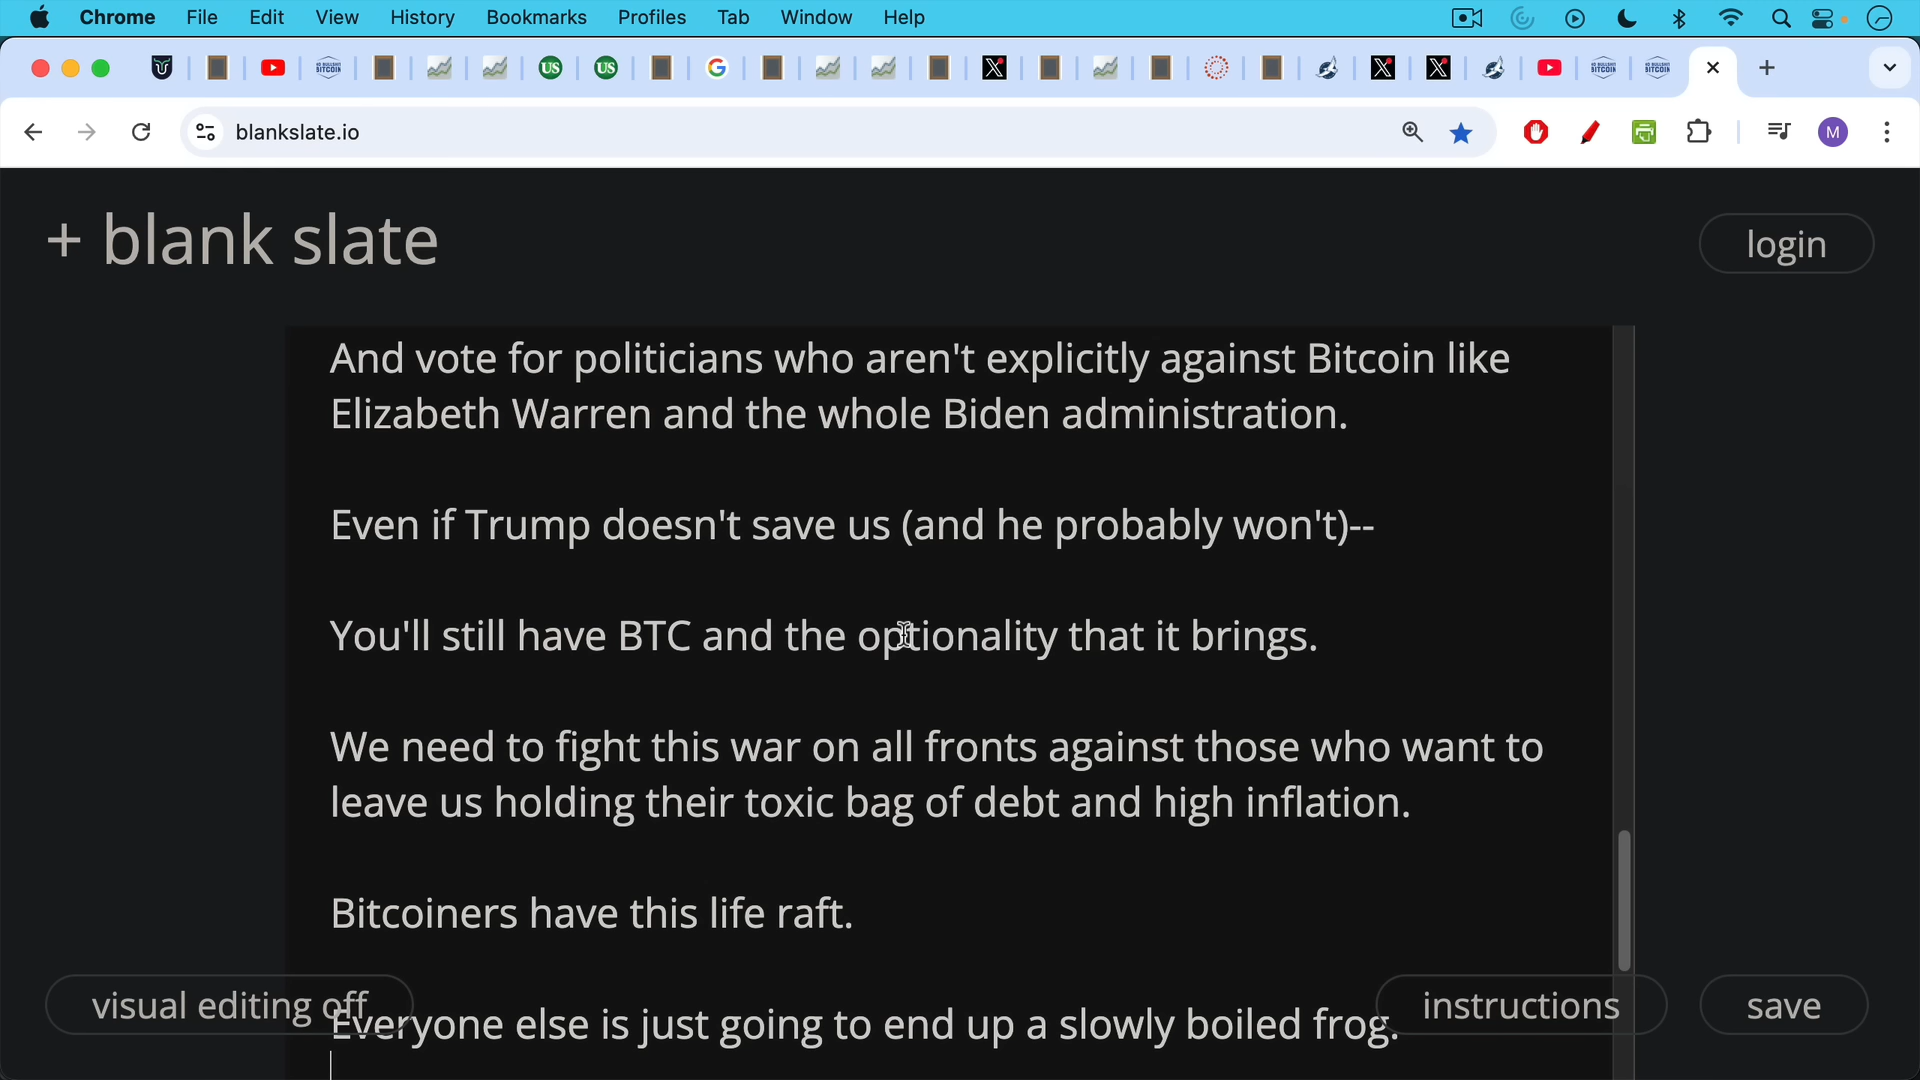 Chrome File Edit View History Bookmarks Profiles Tab Window Help
blankslate.io
M
+ blank slate
login
And vote for politicians who aren't explicitly against Bitcoin like
Elizabeth Warren and the whole Biden administration.
Even if Trump doesn't save us (and he probably won't)--
You'll still have BTC and the optionality that it brings.
We need to fight this war on all fronts against those who want to
leave us holding their toxic bag of debt and high inflation.
Bitcoiners have this life raft.
Everyone else is just going to end up a slowly boiled frog.
visual editing off
instructions
save